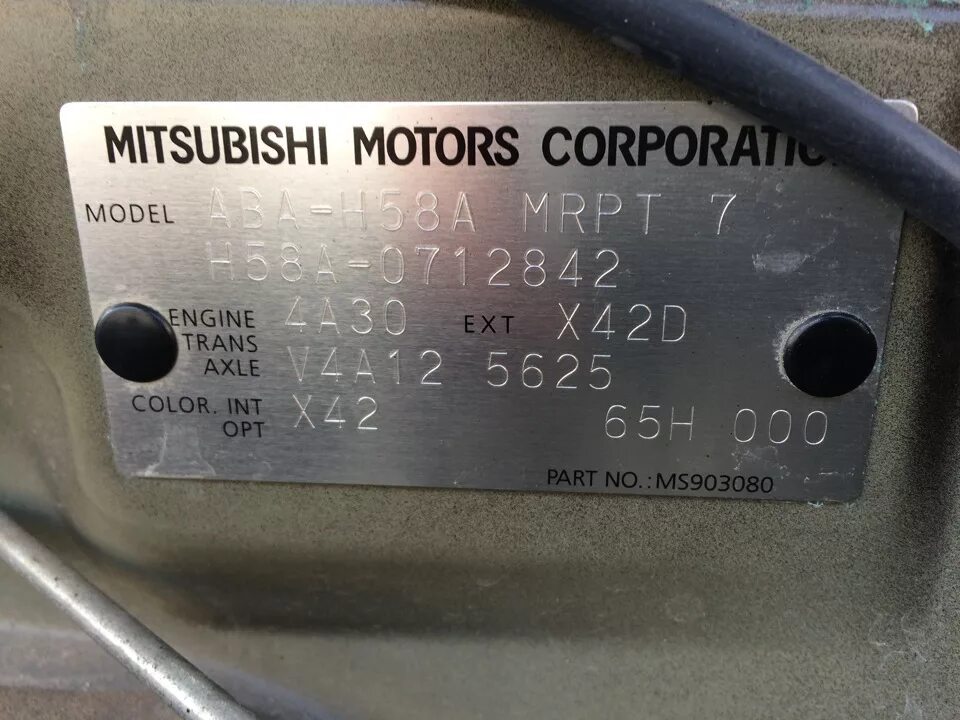 MITSUBISHI MOTORS CORPORATION
MODEL ABA-H58A MRPT 7
H58A-0712842
ENGINE 4A30 EXT X42D
TRANS
AXLE V4A12 5625
COLOR. INT X42 65H 000
OPT
PART NO.:MS903080